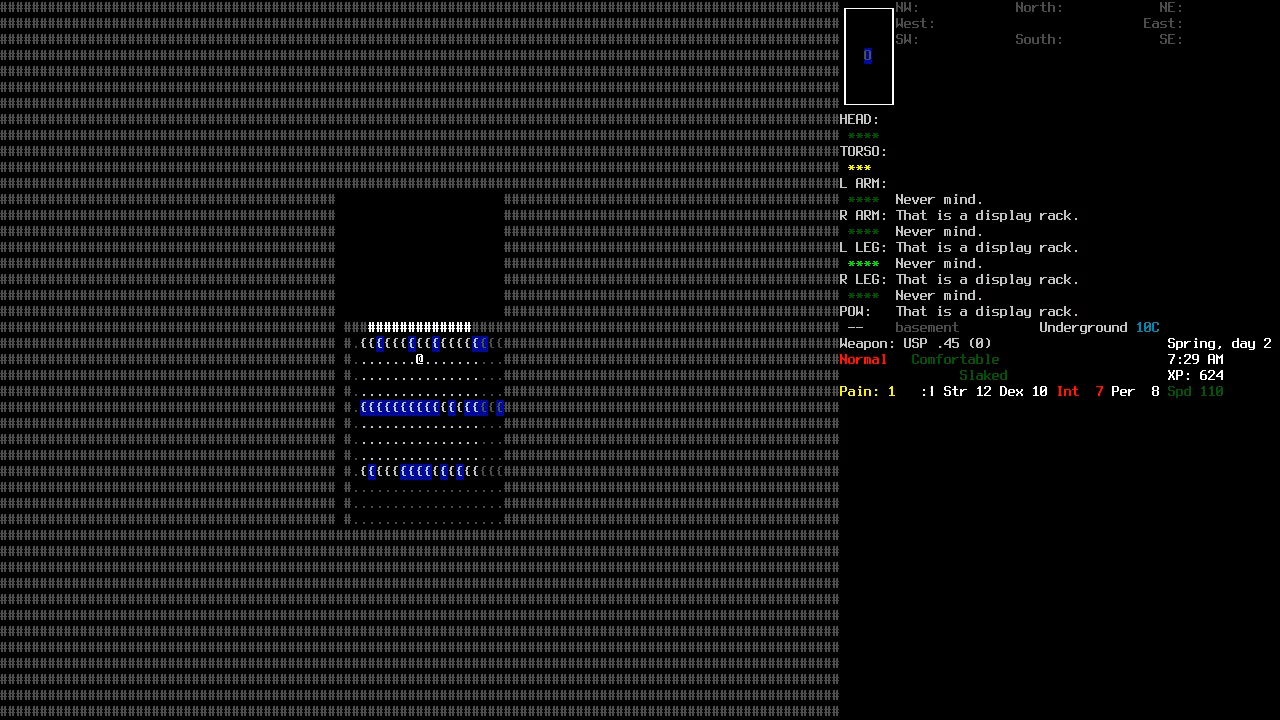 NW: North: NE:
West: East:
SW: South: SE:
O
HEAD:
****
TORSO:
***
L ARM:
**** Never mind.
R ARM: That is a display rack.
**** Never mind.
L LEG: That is a display rack.
**** Never mind.
R LEG: That is a display rack.
**** Never mind.
POW: That is a display rack.
-- basement Underground 10C
Weapon: USP .45 (0) Spring, day 2
Normal Comfortable 7:29 AM
Slaked XP: 624
Pain: 1 :| Str 12 Dex 10 Int 7 Per 8 Spd 110